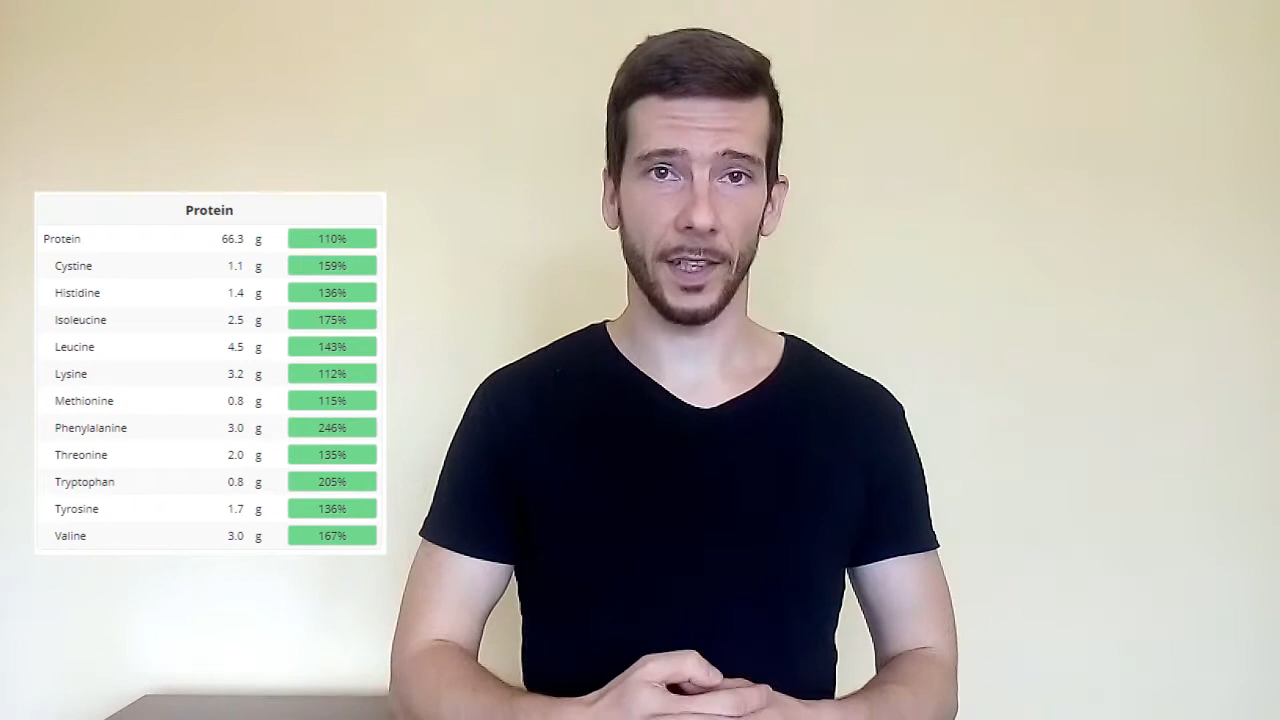 Protein
Protein 66.3 g 110%
Cystine 1.1 g 159%
Histidine 1.4 g 136%
Isoleucine 2.5 g 175%
Leucine 4.5 g 143%
Lysine 3.2 g 112%
Methionine 0.8 g 115%
Phenylalanine 3.0 g 246%
Threonine 2.0 g 135%
Tryptophan 0.8 g 205%
Tyrosine 1.7 g 136%
Valine 3.0 g 167%